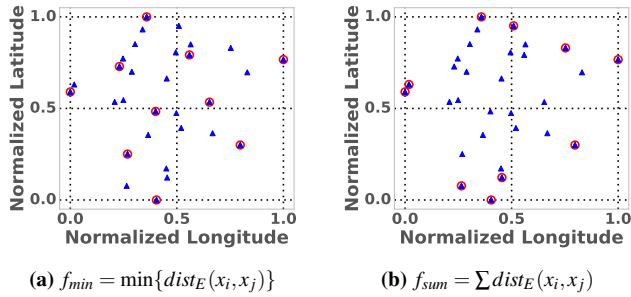 1.0
0.5
0.0
Normalized Latitude
0.0 0.5 1.0
Normalized Longitude
(a) f_min = min{dist_E(x_i, x_j)}
1.0
0.5
0.0
Normalized Latitude
0.0 0.5 1.0
Normalized Longitude
(b) f_sum = ∑ dist_E(x_i, x_j)